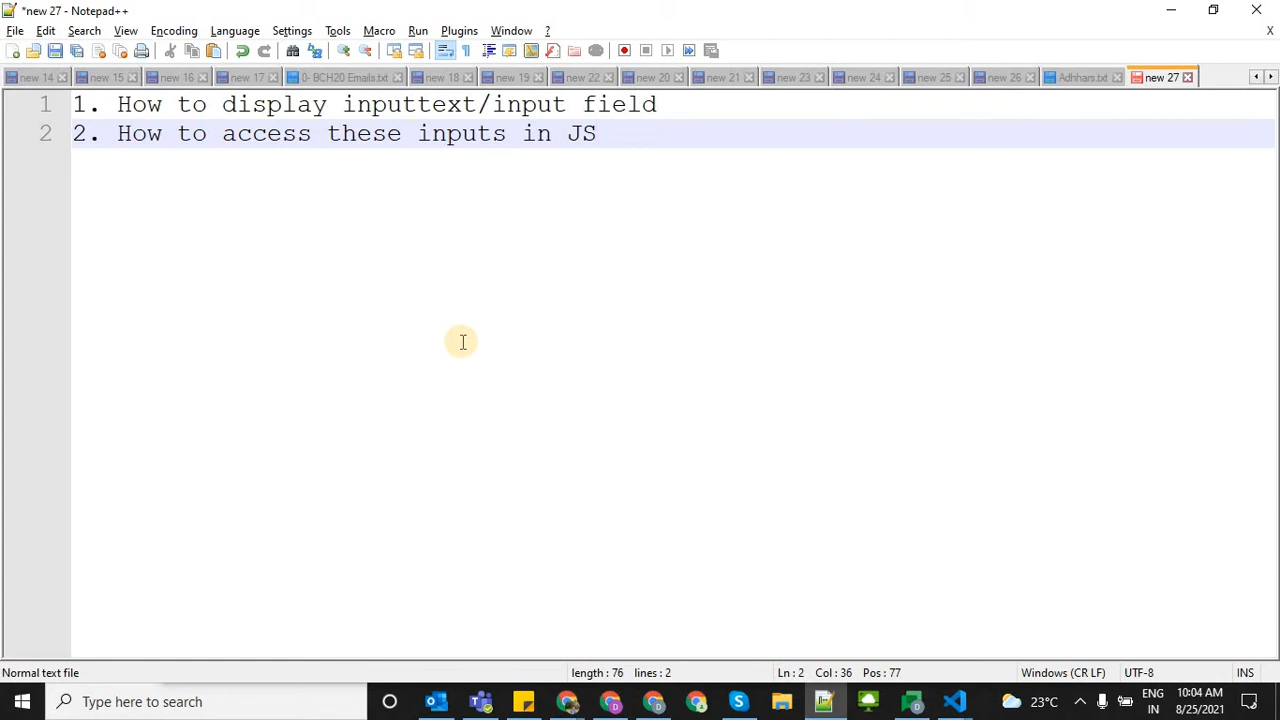 *new 27 - Notepad++
File Edit Search View Encoding Language Settings Tools Macro Run Plugins Window ? X
new 14 new 15 new 16 new 17 0- BCH20 Emails.txt new 18 new 19 new 22 new 20 new 21 new 23 new 24 new 25 new 26 Adhhars.txt new 27
1 1. How to display inputtext/input field
2 2. How to access these inputs in JS
Normal text file length : 76 lines : 2 Ln : 2 Col : 36 Pos : 77 Windows (CR LF) UTF-8 INS
Type here to search 23°C ENG 10:04 AM
IN 8/25/2021